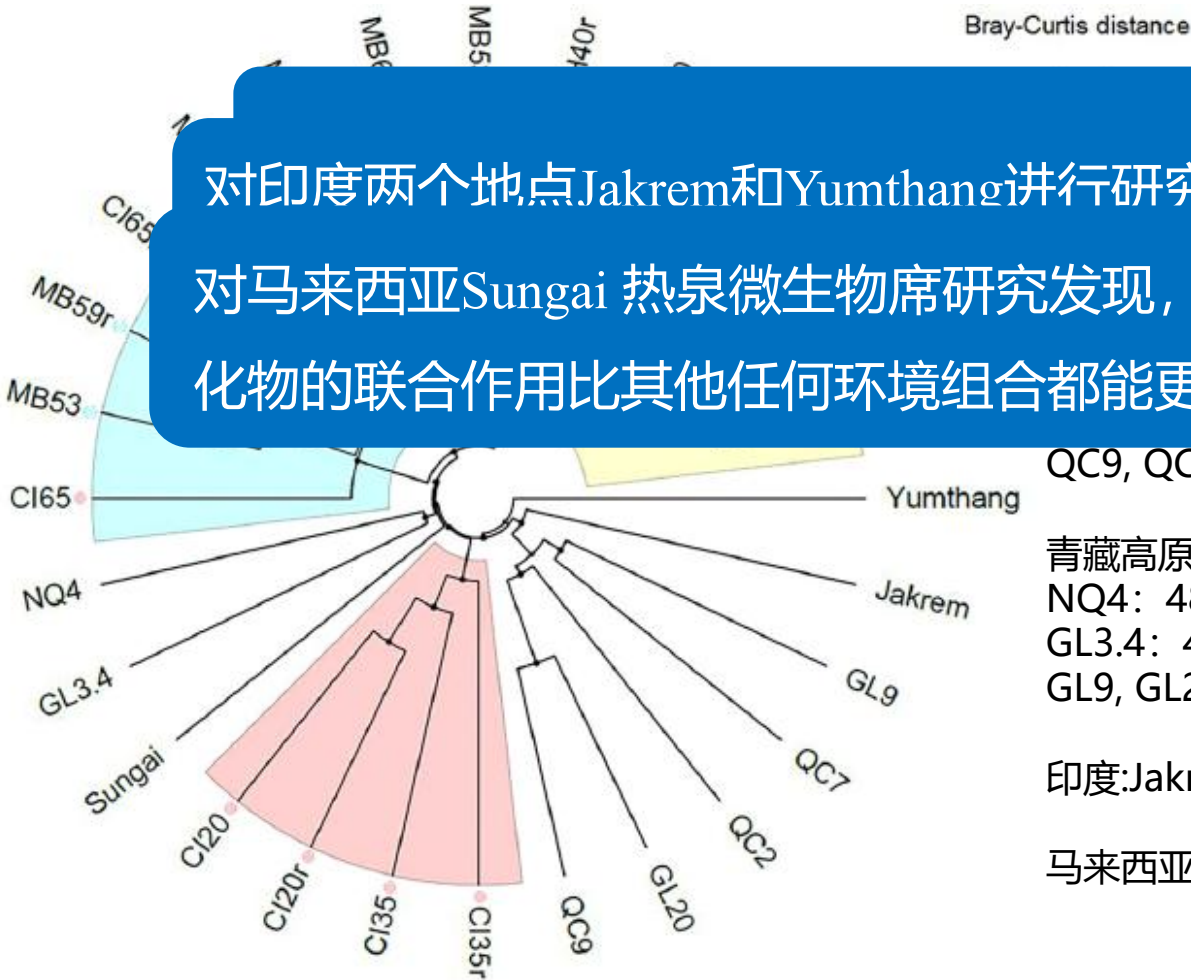 Bray-Curtis distance
MB5
对印度两个地点Jakrem和Yumthang进行研究
对马来西亚Sungai 热泉微生物席研究发现，
化物的联合作用比其他任何环境组合都能更
CI65
MB59r
MB53
CI65
NQ4
GL3.4
Sungai
CI20
CI20r
CI35
CI35r
QC9
GL20
QC2
QC7
GL9
Jakrem
Yumthang
QC9, QC
青藏高原
NQ4：48
GL3.4：4
GL9, GL2
印度:Jakr
马来西亚